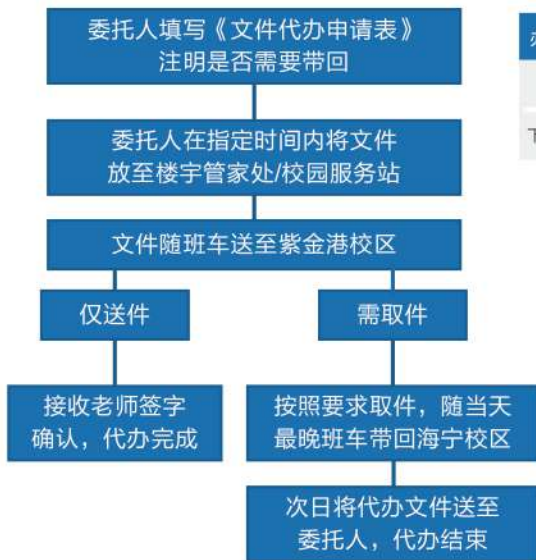 委托人填写《文件代办申请表》
注明是否需要带回
委托人在指定时间内将文件
放至楼宇管家处/校园服务站
文件随班车送至紫金港校区
仅送件
需取件
接收老师签字
确认，代办完成
按照要求取件，随当天
最晚班车带回海宁校区
次日将代办文件送至
委托人，代办结束